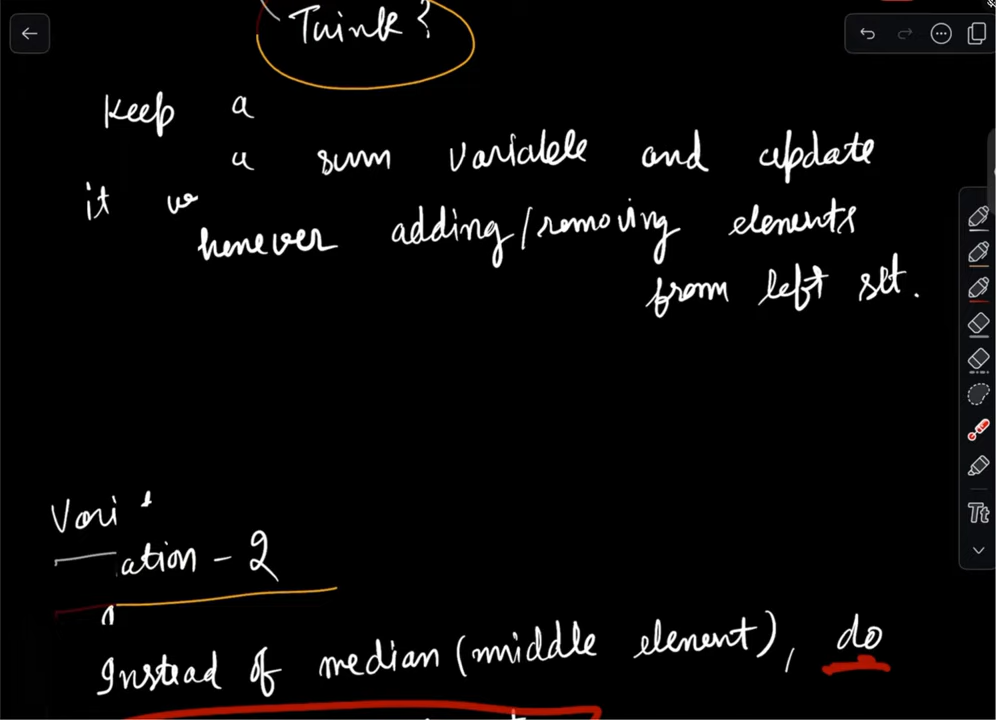 Think?
Keep a
a sum variable and update
it w
henever adding/removing elements
from left set.
Vari
ation - 2
Instead of median (middle element), do
Tt